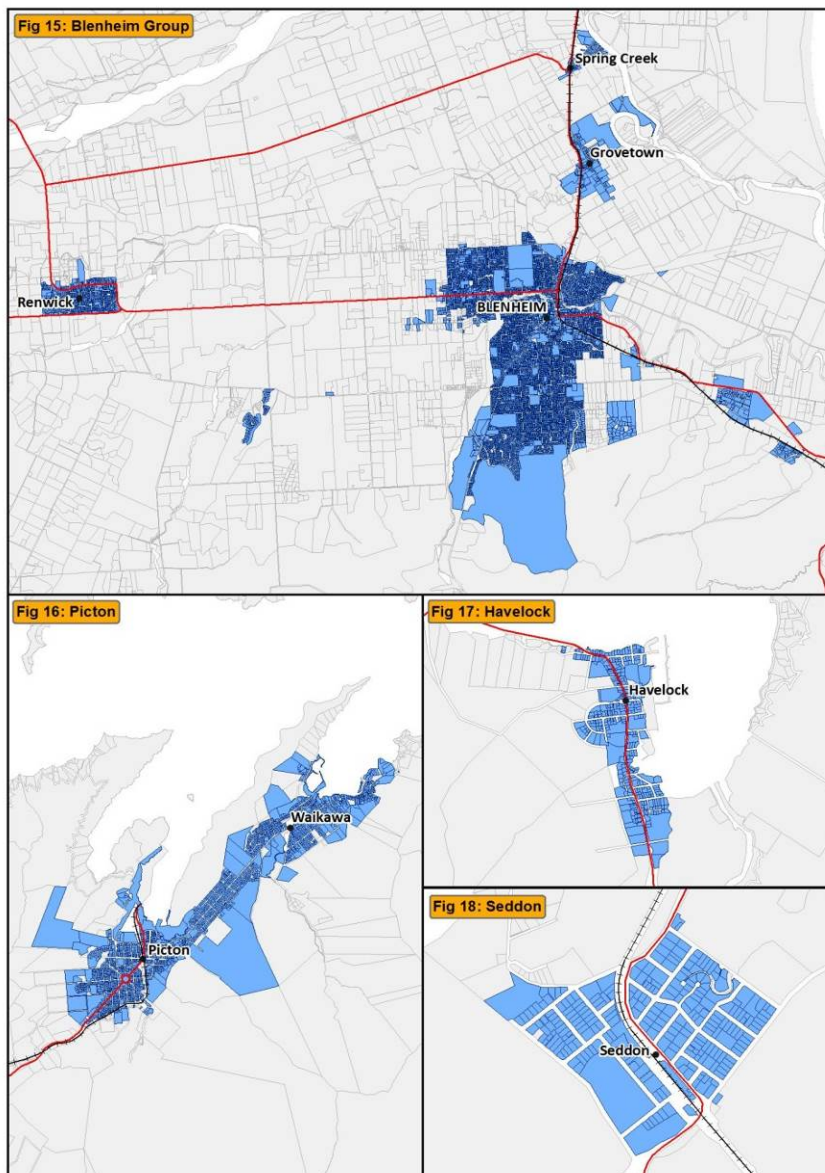 Fig 15: Blenheim Group
Spring Creek
Grovetown
Renwick
BLENHEIM
Fig 16: Picton
Waikawa
Picton
Fig 17: Havelock
Havelock
Fig 18: Seddon
Seddon